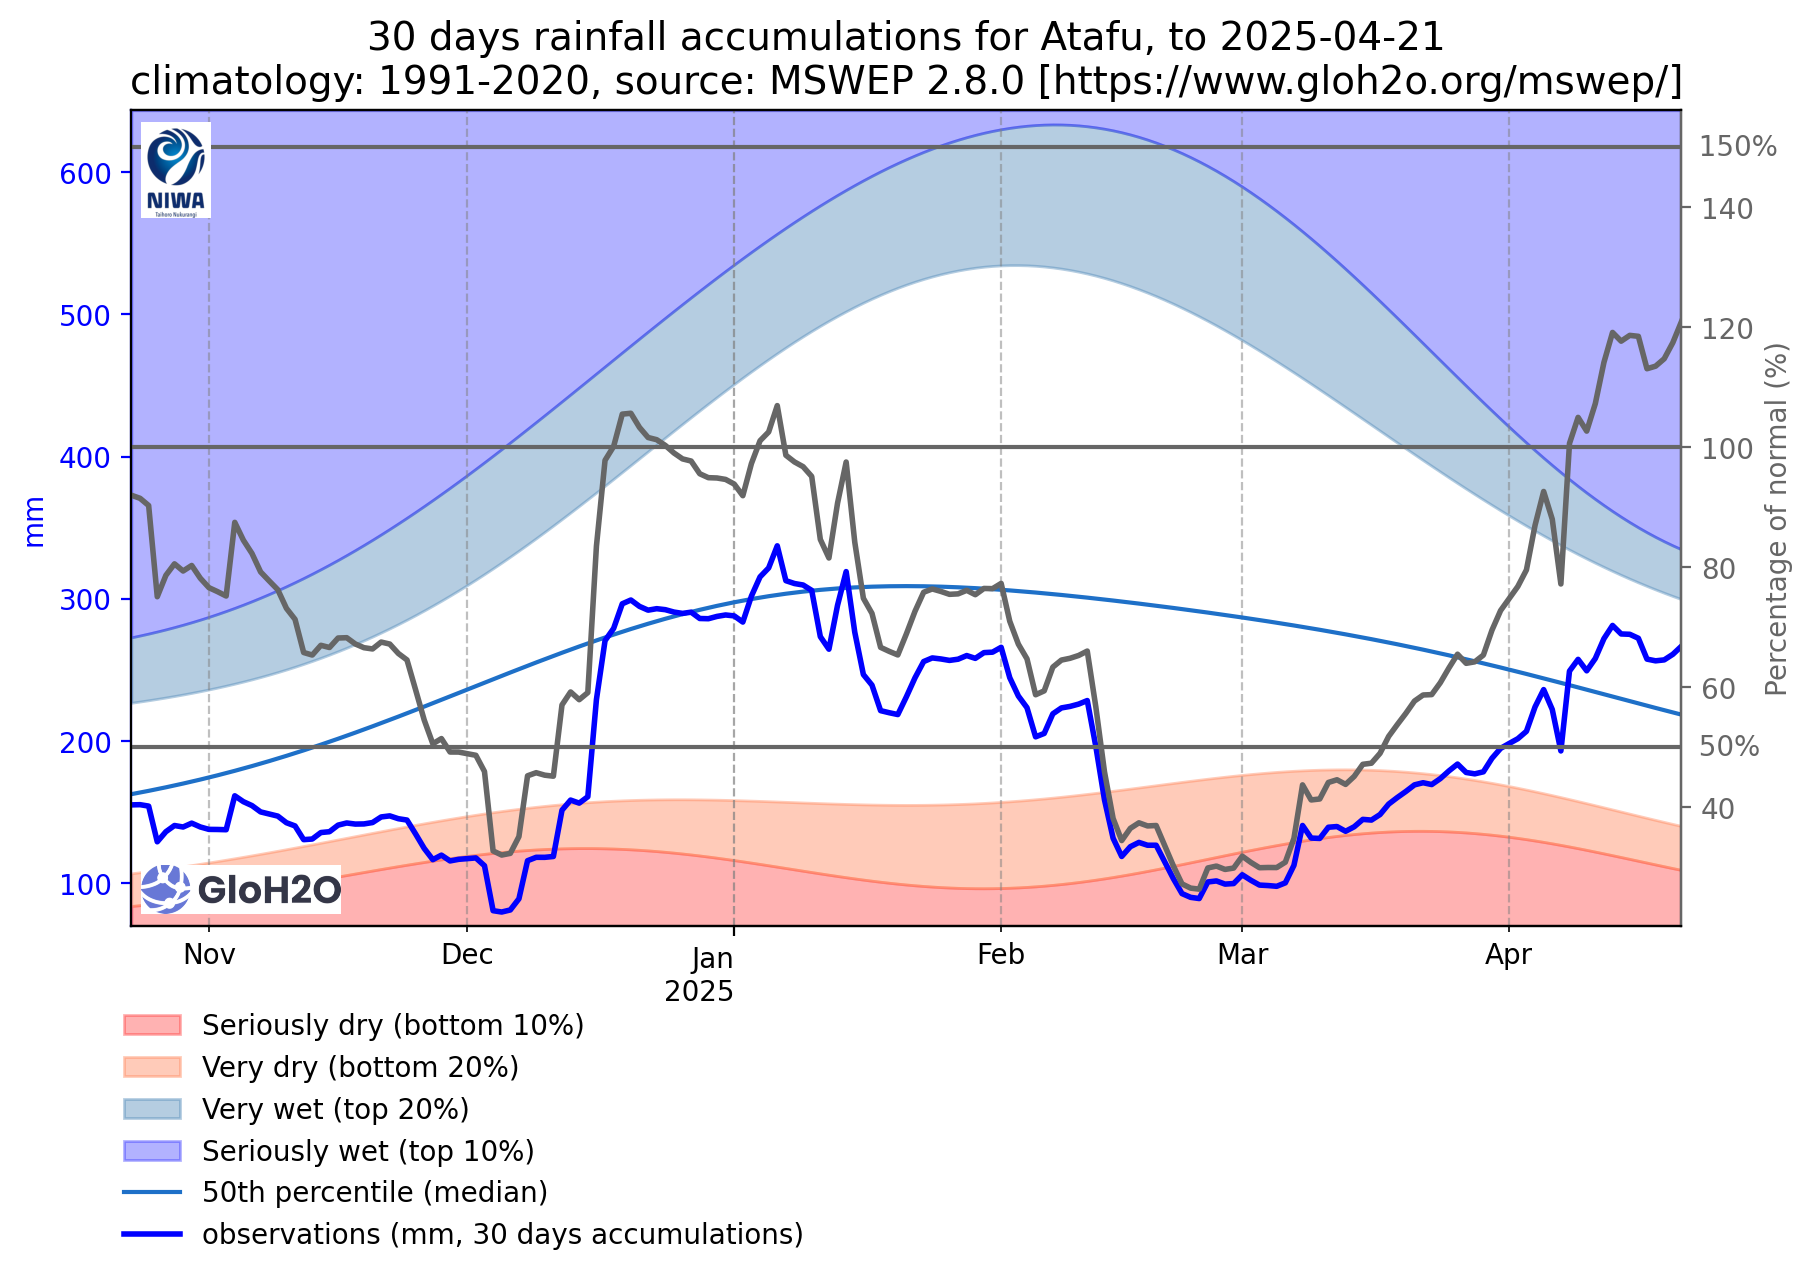 30 days rainfall accumulations for Atafu, to 2025-04-21
climatology: 1991-2020, source: MSWEP 2.8.0 [https://www.gloh2o.org/mswep/]
NIWA
Taihoro Nukurangi
600
500
400
300
200
100
mm
150%
140
120
100
80
60
50%
40
Percentage of normal (%)
GloH2O
Nov
Dec
Jan
2025
Feb
Mar
Apr
Seriously dry (bottom 10%)
Very dry (bottom 20%)
Very wet (top 20%)
Seriously wet (top 10%)
50th percentile (median)
observations (mm, 30 days accumulations)